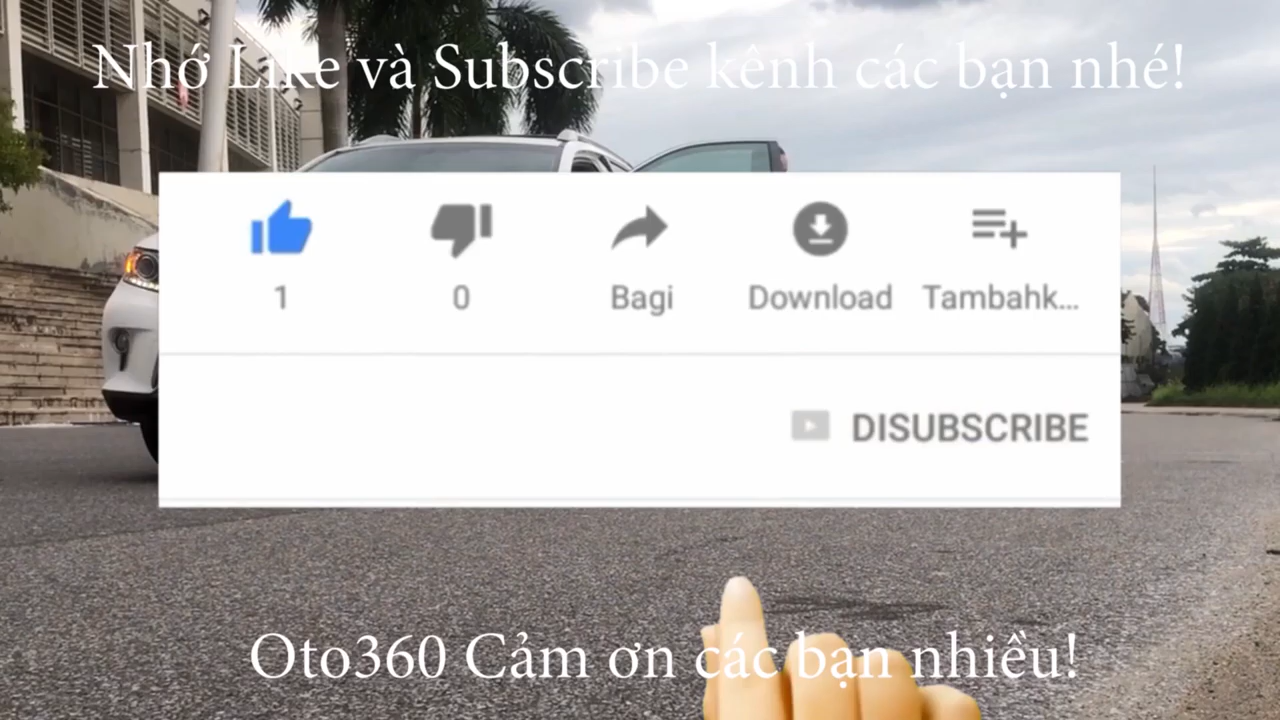 Nhớ Like và Subscribe kênh các bạn nhé!
1
0
Bagi
Download
Tambahk...
DISUBSCRIBE
Oto360 Cảm ơn các bạn nhiều!